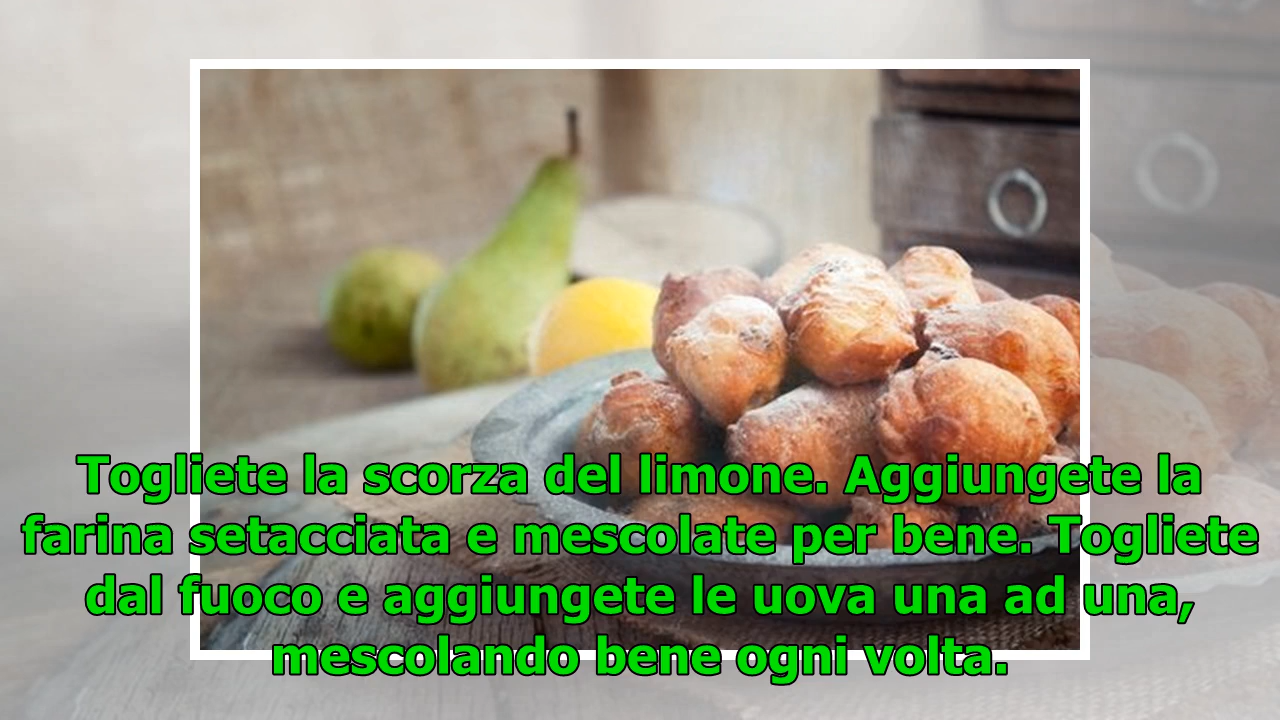 Togliete la scorza del limone. Aggiungete la
farina setacciata e mescolate per bene. Togliete
dal fuoco e aggiungete le uova una ad una,
mescolando bene ogni volta.